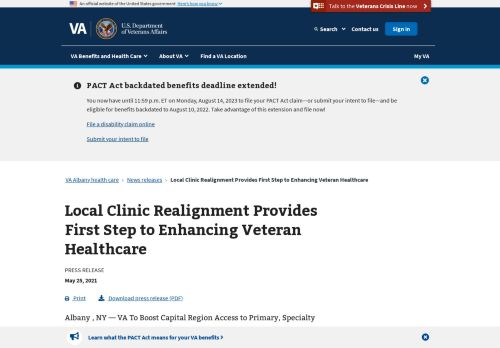 An official website of the United States government Here's how you know
Talk to the Veterans Crisis Line now
VA
U.S. Department
of Veterans Affairs
Search
Contact us
Sign in
VA Benefits and Health Care
About VA
Find a VA Location
My VA
PACT Act backdated benefits deadline extended!
You now have until 11:59 p.m. ET on Monday, August 14, 2023 to file your PACT Act claim—or submit your intent to file—and be
eligible for benefits backdated to August 10, 2022. Take advantage of this extension and file now!
File a disability claim online
Submit your intent to file
VA Albany health care › News releases › Local Clinic Realignment Provides First Step to Enhancing Veteran Healthcare
Local Clinic Realignment Provides
First Step to Enhancing Veteran
Healthcare
PRESS RELEASE
May 25, 2021
Print
Download press release (PDF)
Albany , NY — VA To Boost Capital Region Access to Primary, Specialty
Learn what the PACT Act means for your VA benefits